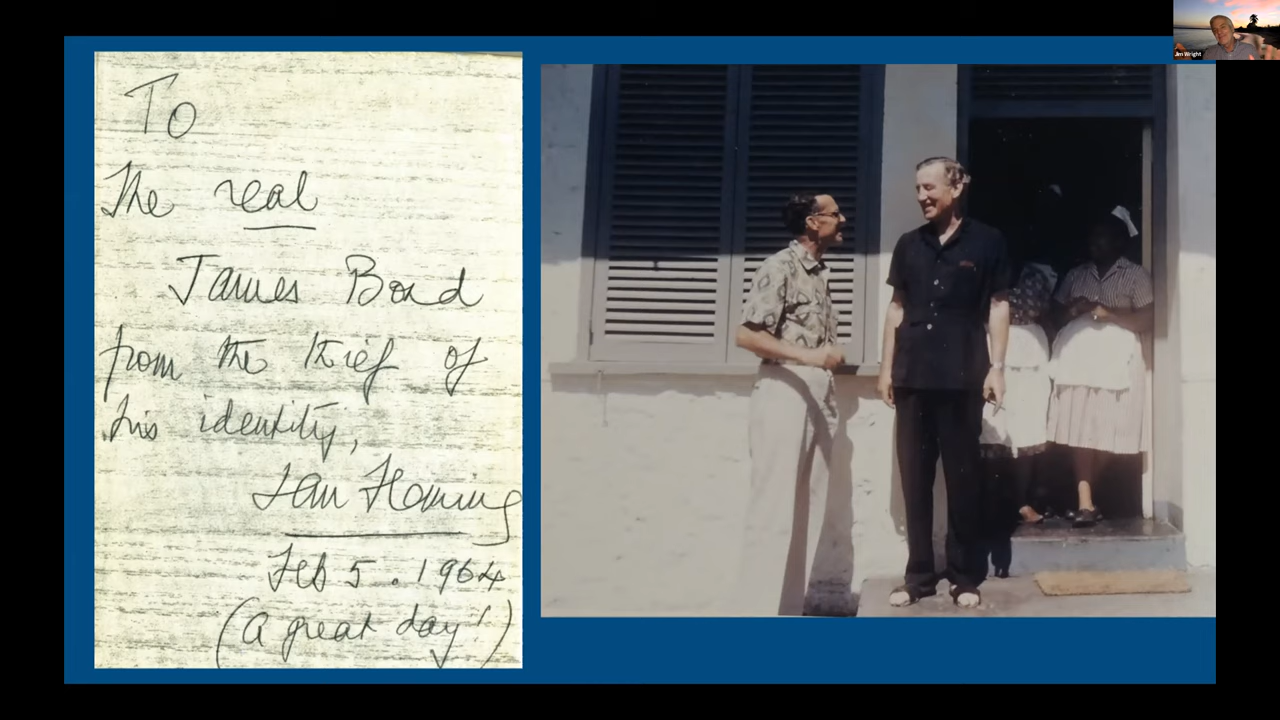 To
The real
James Bond
from the thief of
his identity,
Ian Fleming
Feb 5. 1964
(A great day!)
Jim Wright